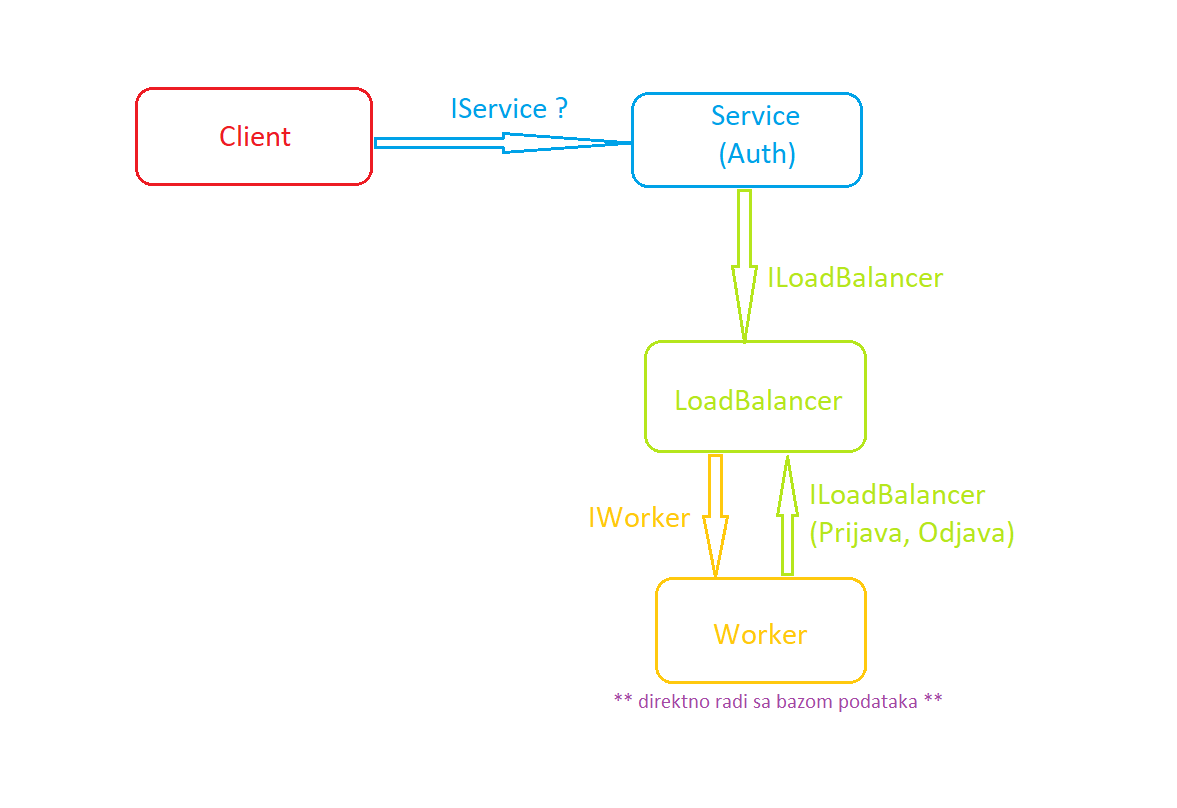 IService ?
Client
Service
(Auth)
ILoadBalancer
LoadBalancer
IWorker
ILoadBalancer
(Prijava, Odjava)
Worker
** direktno radi sa bazom podataka **